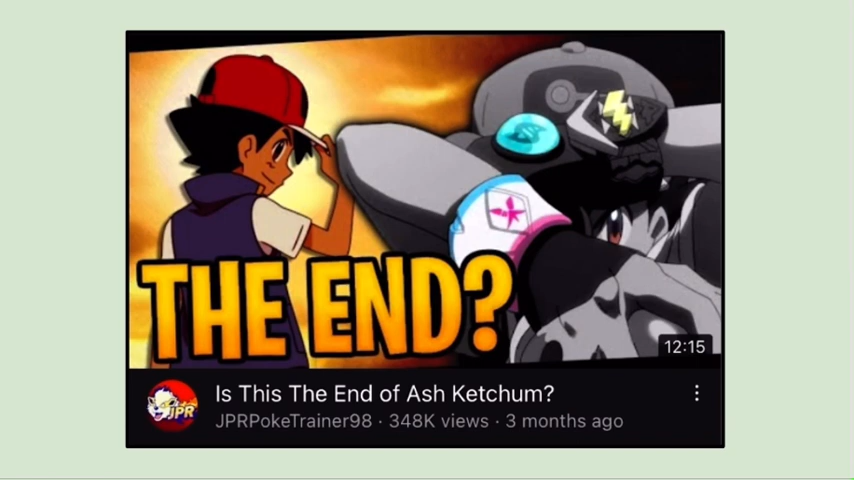 THE END?
12:15
JPR
Is This The End of Ash Ketchum?
JPRPokeTrainer98 · 348K views · 3 months ago